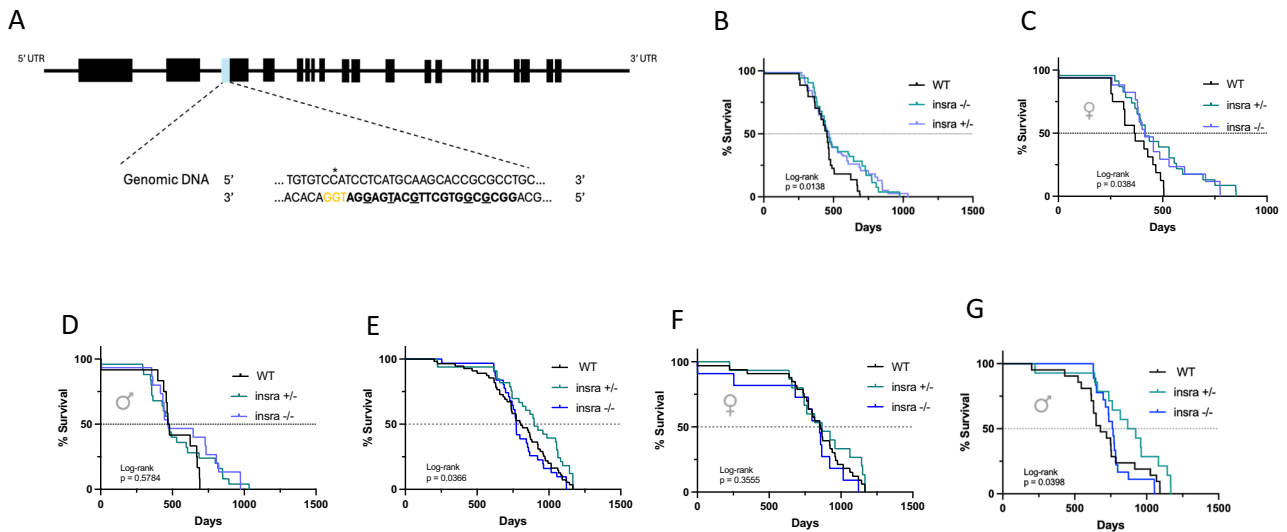 A
5' UTR
3' UTR
*
Genomic DNA 5' ...TGTGTCCATCCTCATGCAAGCACCGCGCCTGC... 3'
3' ...ACACAGGTAGGAGTACGTTCGTGGCGCGGACG... 5'
B
100
50
0
% Survival
WT
insra -/-
insra +/-
Log-rank
p = 0.0138
0 500 1000 1500
Days
C
♀
100
50
0
% Survival
WT
insra +/-
insra -/-
Log-rank
p = 0.0384
0 500 1000
Days
D
♂
100
50
0
% Survival
WT
insra +/-
insra -/-
Log-rank
p = 0.5784
0 500 1000 1500
Days
E
100
50
0
% Survival
WT
insra +/-
insra -/-
Log-rank
p = 0.0366
0 500 1000 1500
Days
F
♀
100
50
0
% Survival
WT
insra +/-
insra -/-
Log-rank
p = 0.3555
0 500 1000 1500
Days
G
♂
100
50
0
% Survival
WT
insra +/-
insra -/-
Log-rank
p = 0.0398
0 500 1000 1500
Days